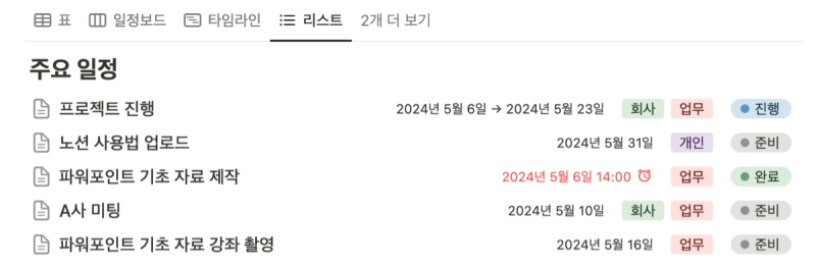 표 일정보드 타임라인 리스트 2개 더 보기
주요 일정
프로젝트 진행 2024년 5월 6일 → 2024년 5월 23일 회사 업무 진행
노션 사용법 업로드 2024년 5월 31일 개인 준비
파워포인트 기초 자료 제작 2024년 5월 6일 14:00 업무 완료
A사 미팅 2024년 5월 10일 회사 업무 준비
파워포인트 기초 자료 강좌 촬영 2024년 5월 16일 업무 준비